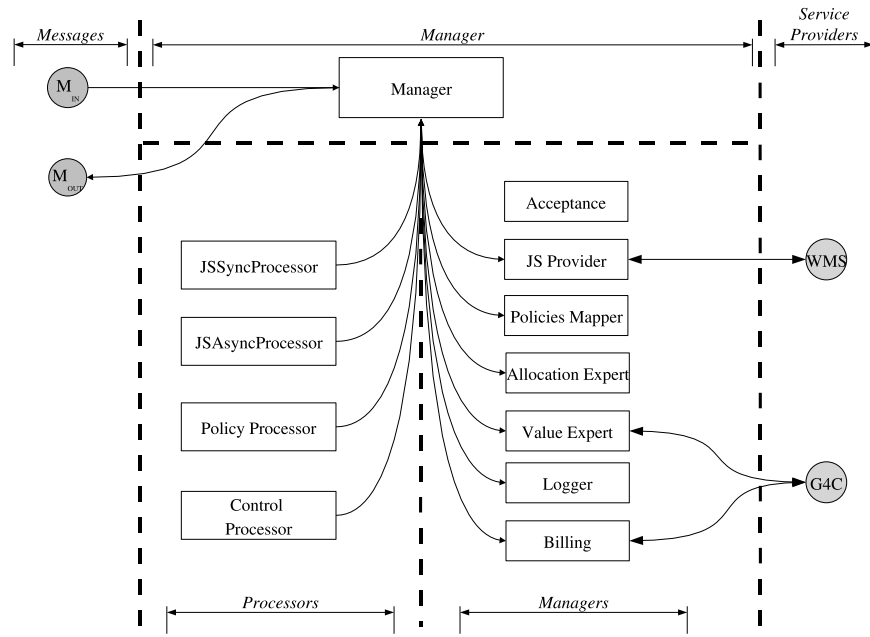 Messages
Manager
Service
Providers
M IN
Manager
M OUT
Acceptance
JSSyncProcessor
JS Provider
WMS
Policies Mapper
JSAsyncProcessor
Allocation Expert
Policy Processor
Value Expert
Logger
G4C
Control
Processor
Billing
Processors
Managers